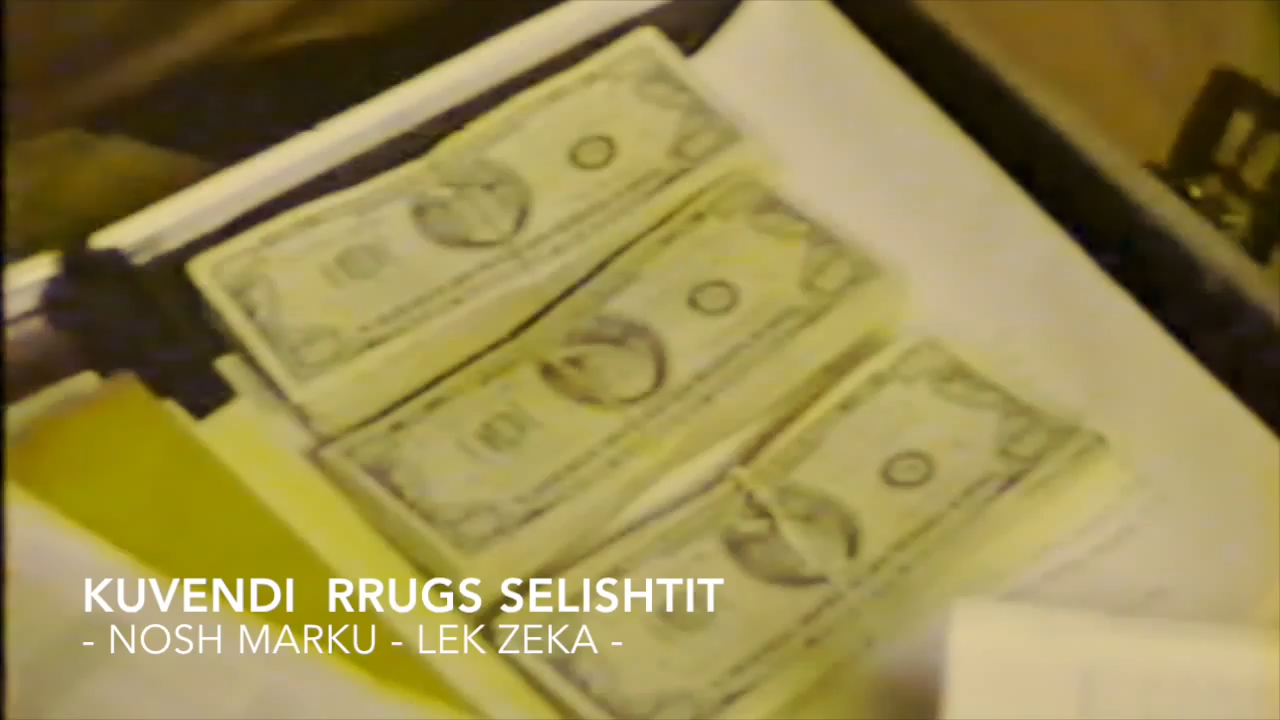 KUVENDI RRUGS SELISHTIT
- NOSH MARKU - LEK ZEKA -